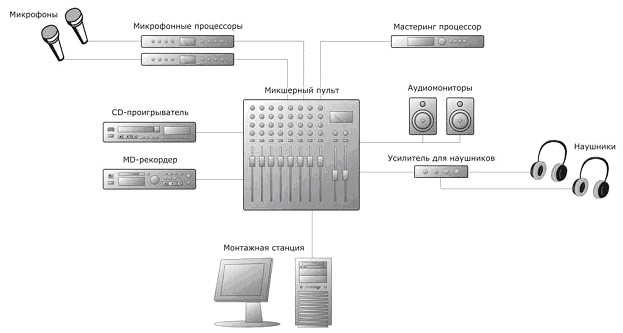 Микрофоны
Микрофонные процессоры
Мастеринг процессор
Микшерный пульт
Аудиомониторы
CD-проигрыватель
MD-рекордер
Усилитель для наушников
Наушники
Монтажная станция